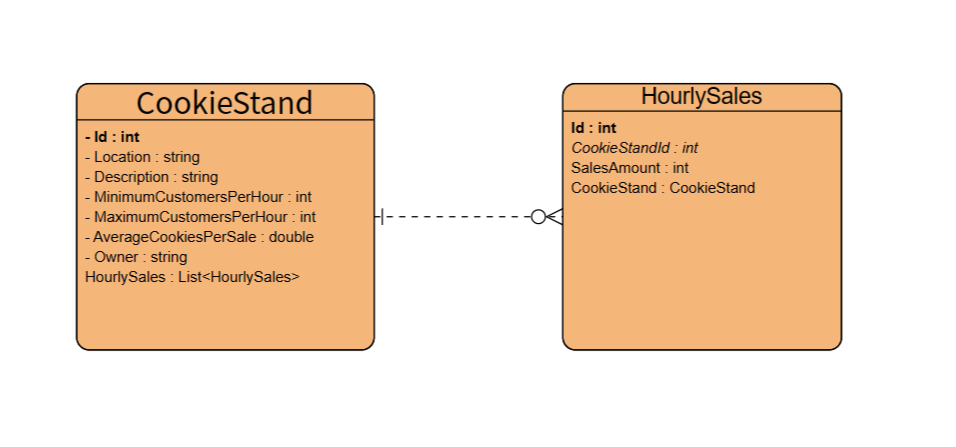 CookieStand
- Id : int
- Location : string
- Description : string
- MinimumCustomersPerHour : int
- MaximumCustomersPerHour : int
- AverageCookiesPerSale : double
- Owner : string
HourlySales : List<HourlySales>
HourlySales
Id : int
CookieStandId : int
SalesAmount : int
CookieStand : CookieStand